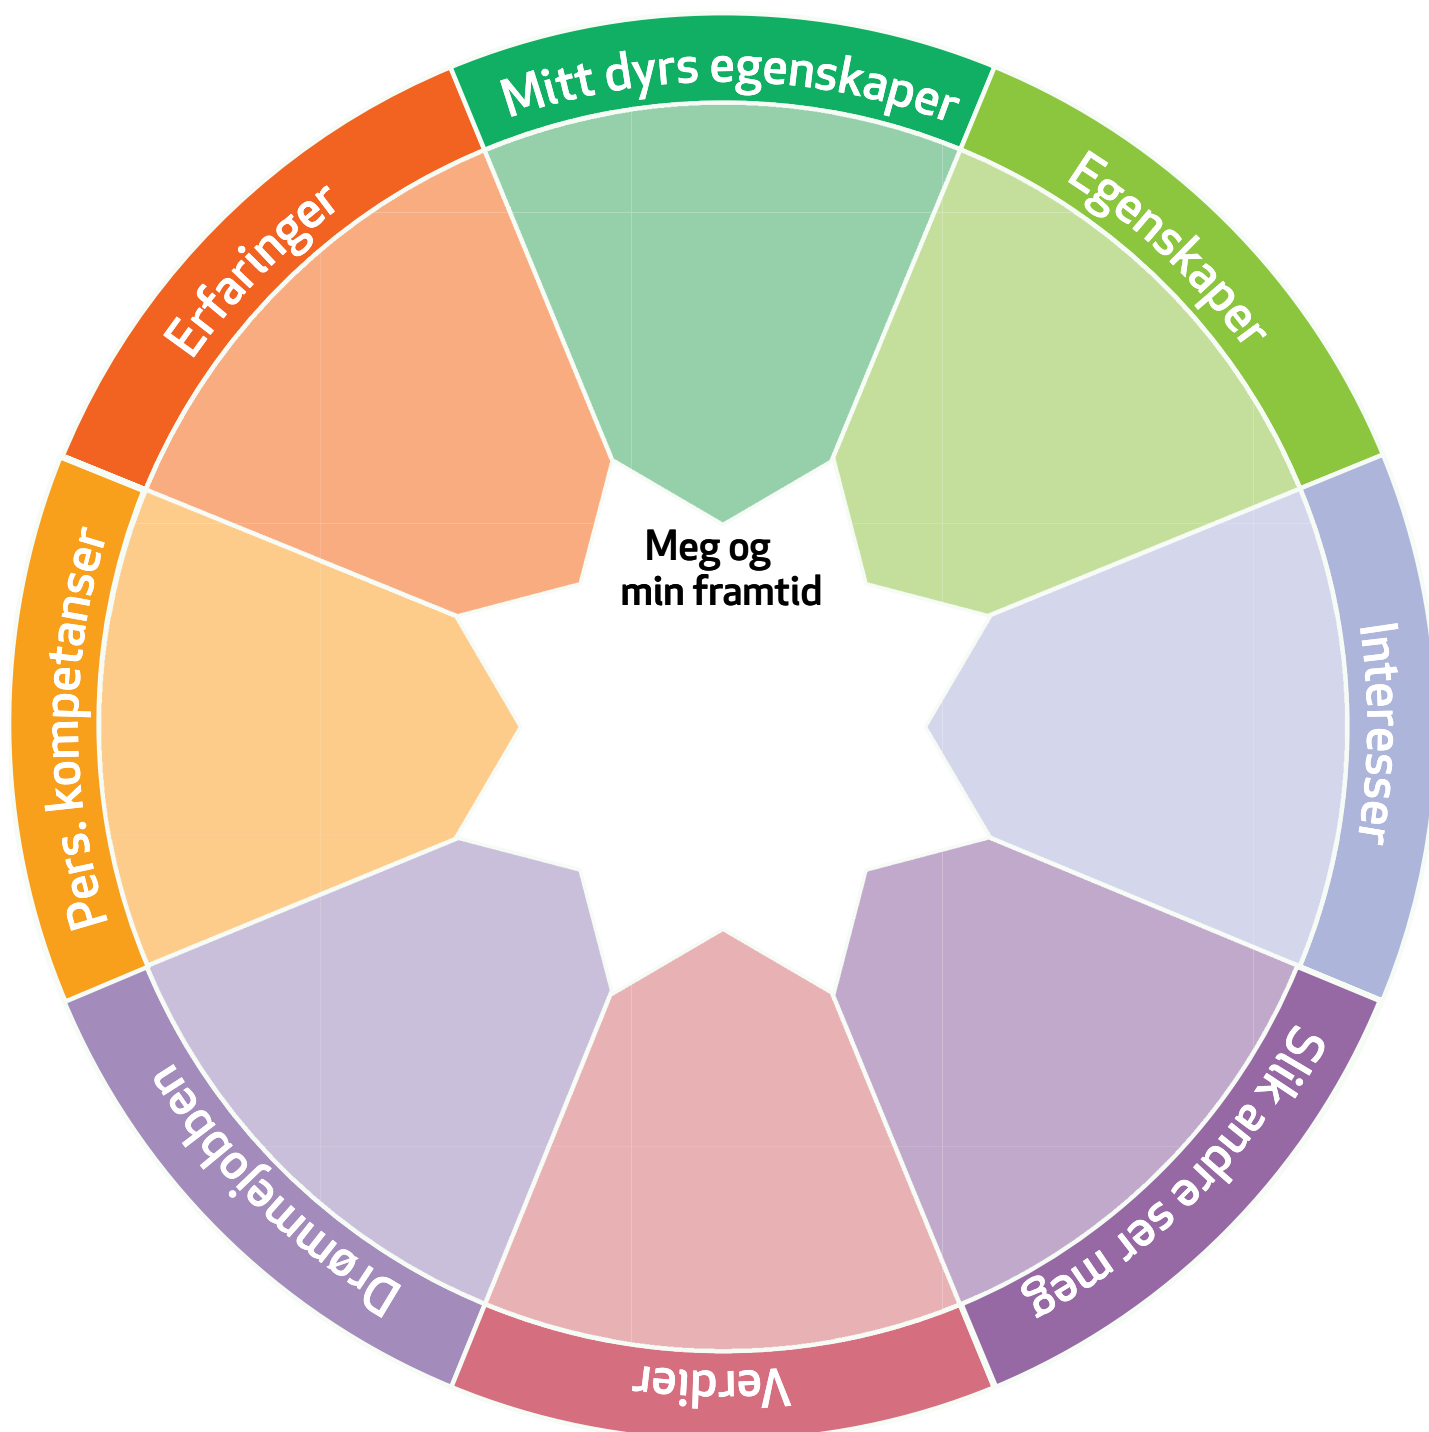 Mitt dyrs egenskaper
Egenskaper
Interesser
Slik andre ser meg
Verdier
Drømmejobben
Pers. kompetanser
Erfaringer
Meg og
min framtid